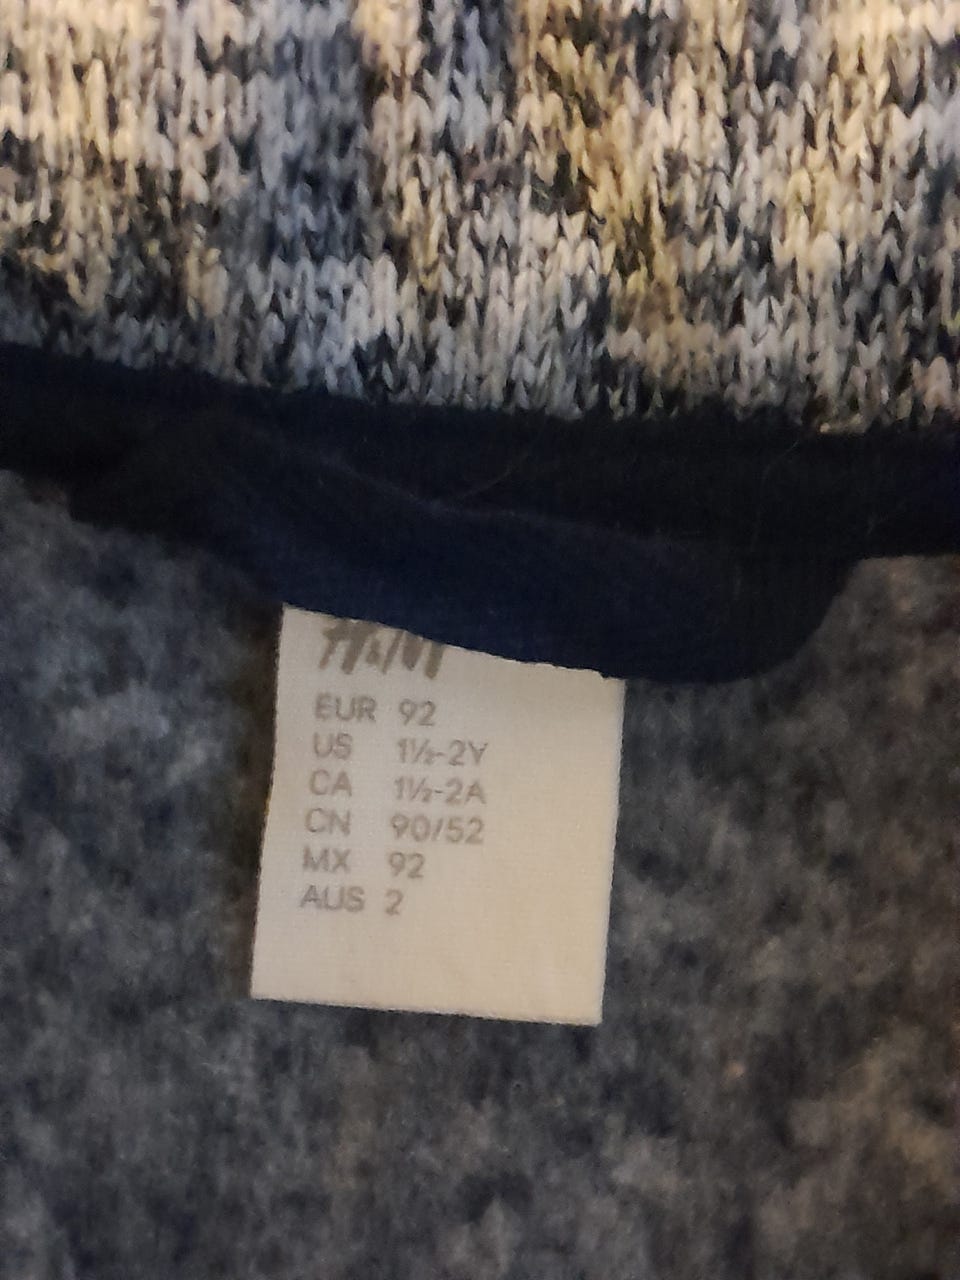 H&M
EUR 92
US 1½-2Y
CA 1½-2A
CN 90/52
MX 92
AUS 2